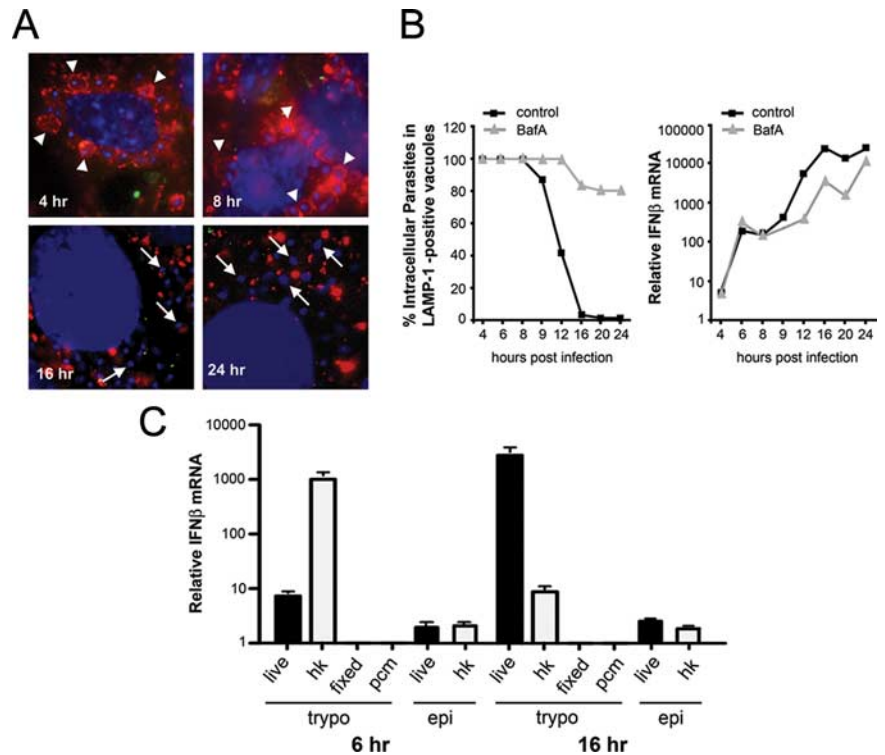 A
4 hr
8 hr
16 hr
24 hr
B
control
BafA
% Intracellular Parasites in
LAMP-1 -positive vacuoles
120
100
80
60
40
20
0
4 6 8 9 12 16 20 24
hours post infection
control
BafA
Relative IFNβ mRNA
100000
10000
1000
100
10
1
4 6 8 9 12 16 20 24
hours post infection
C
Relative IFNβ mRNA
10000
1000
100
10
1
live hk fixed pcm live hk live hk fixed pcm live hk
trypo epi trypo epi
6 hr 16 hr